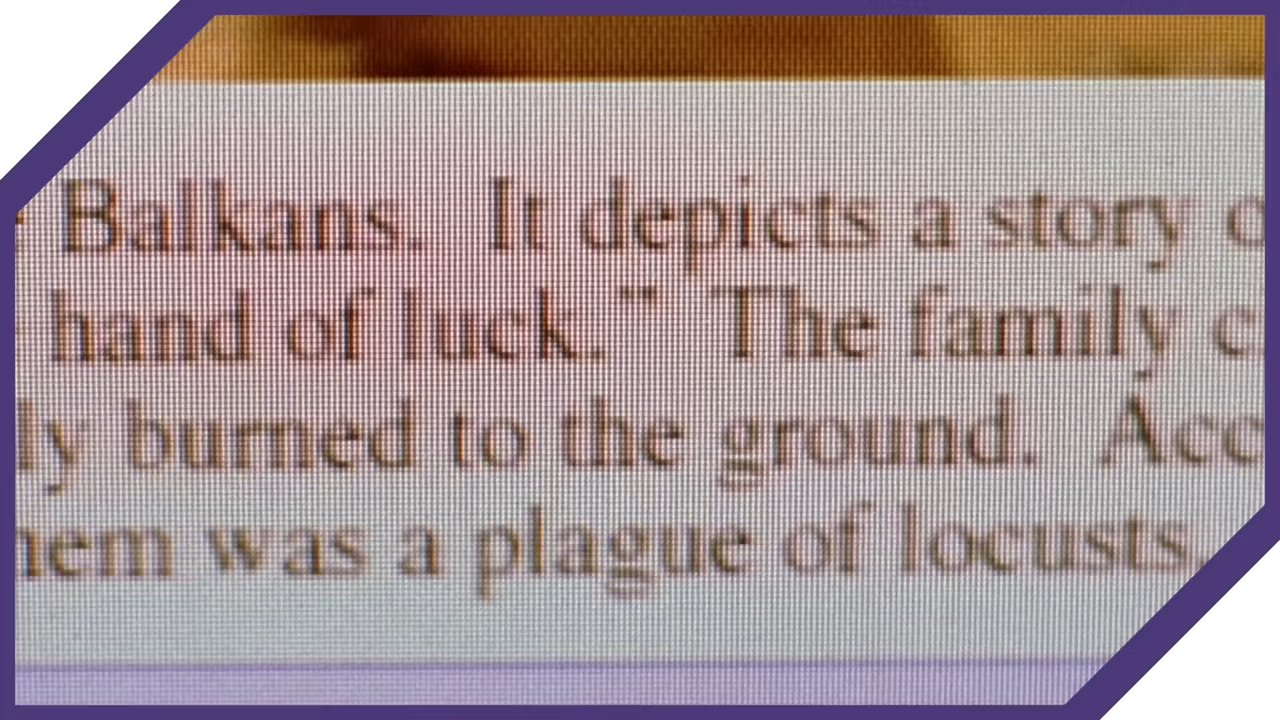 Balkans. It depicts a story
hand of luck."" The family
burned to the ground.
was a plague of locusts.